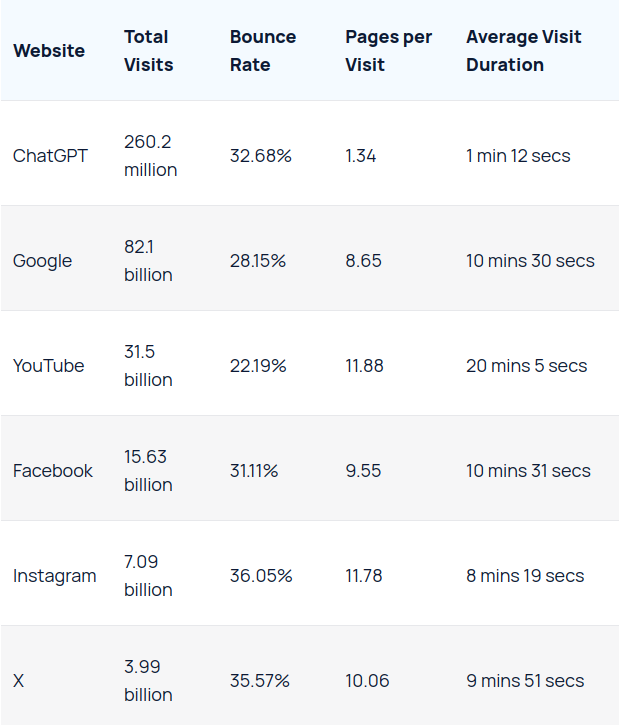 Website Total Visits Bounce Rate Pages per Visit Average Visit Duration
ChatGPT 260.2 million 32.68% 1.34 1 min 12 secs
Google 82.1 billion 28.15% 8.65 10 mins 30 secs
YouTube 31.5 billion 22.19% 11.88 20 mins 5 secs
Facebook 15.63 billion 31.11% 9.55 10 mins 31 secs
Instagram 7.09 billion 36.05% 11.78 8 mins 19 secs
X 3.99 billion 35.57% 10.06 9 mins 51 secs